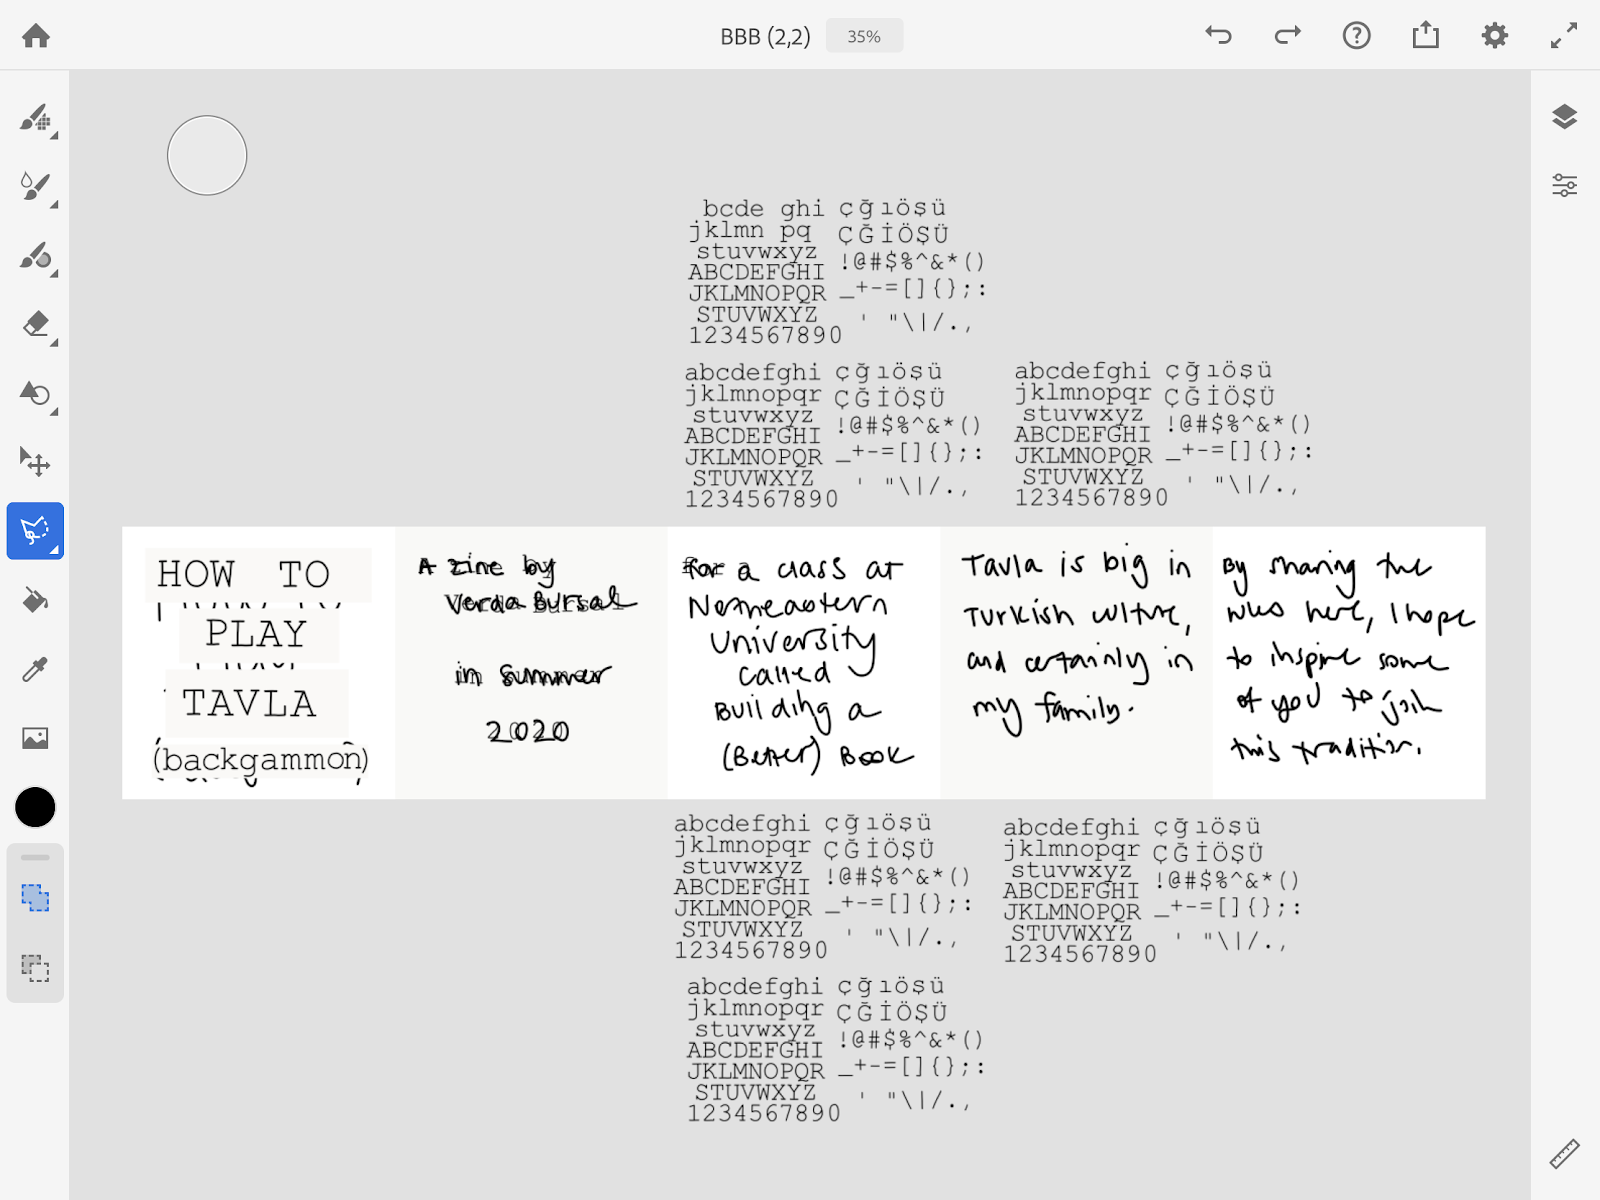 BBB (2,2) 35%
bcde ghi çğıöşü
jklmn pq ÇĞİÖŞÜ
stuvwxyz !@#$%^&*()
ABCDEFGHI
JKLMNOPQR _+-=[]{};:
STUVWXYZ ' "\|/.,
1234567890
abcdefghi çğıöşü
jklmnopqr ÇĞİÖŞÜ
stuvwxyz !@#$%^&*()
ABCDEFGHI
JKLMNOPQR _+-=[]{};:
STUVWXYZ ' "\|/.,
1234567890
abcdefghi çğıöşü
jklmnopqr ÇĞİÖŞÜ
stuvwxyz !@#$%^&*()
ABCDEFGHI
JKLMNOPQR _+-=[]{};:
STUVWXYZ ' "\|/.,
1234567890
HOW TO
PLAY
TAVLA
(backgammon)
A zine by
Verda Bursal
in summer
2020
for a class at
Northeastern
University
called
Building a
(Better) Book
Tavla is big in
Turkish culture,
and certainly in
my family.
By sharing the
rules here, I hope
to inspire some
of you to join
this tradition.
abcdefghi çğıöşü
jklmnopqr ÇĞİÖŞÜ
stuvwxyz !@#$%^&*()
ABCDEFGHI
JKLMNOPQR _+-=[]{};:
STUVWXYZ ' "\|/.,
1234567890
abcdefghi çğıöşü
jklmnopqr ÇĞİÖŞÜ
stuvwxyz !@#$%^&*()
ABCDEFGHI
JKLMNOPQR _+-=[]{};:
STUVWXYZ ' "\|/.,
1234567890
abcdefghi çğıöşü
jklmnopqr ÇĞİÖŞÜ
stuvwxyz !@#$%^&*()
ABCDEFGHI
JKLMNOPQR _+-=[]{};:
STUVWXYZ ' "\|/.,
1234567890